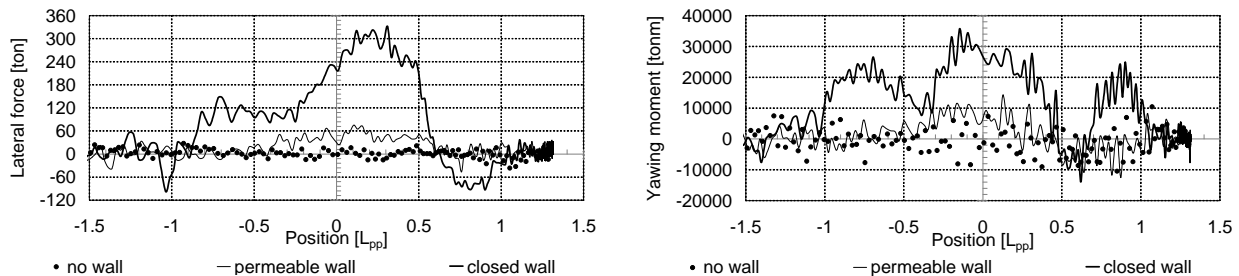 Lateral force [ton]
360
300
240
180
120
60
0
-60
-120
-1.5 -1 -0.5 0 0.5 1 1.5
Position [Lpp]
• no wall — permeable wall — closed wall
Yawing moment [tonm]
40000
30000
20000
10000
0
-10000
-20000
-1.5 -1 -0.5 0 0.5 1 1.5
Position [Lpp]
• no wall — permeable wall — closed wall